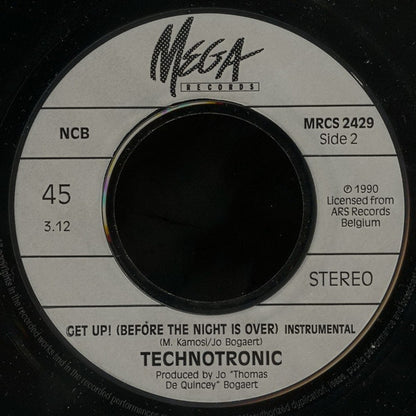 MEGA
RECORDS
NCB
MRCS 2429
Side 2
45
3.12
℗ 1990
Licensed from
ARS Records
Belgium
STEREO
GET UP! (BEFORE THE NIGHT IS OVER) INSTRUMENTAL
(M. Kamosi/Jo Bogaert)
TECHNOTRONIC
Produced by Jo "Thomas
De Quincey" Bogaert